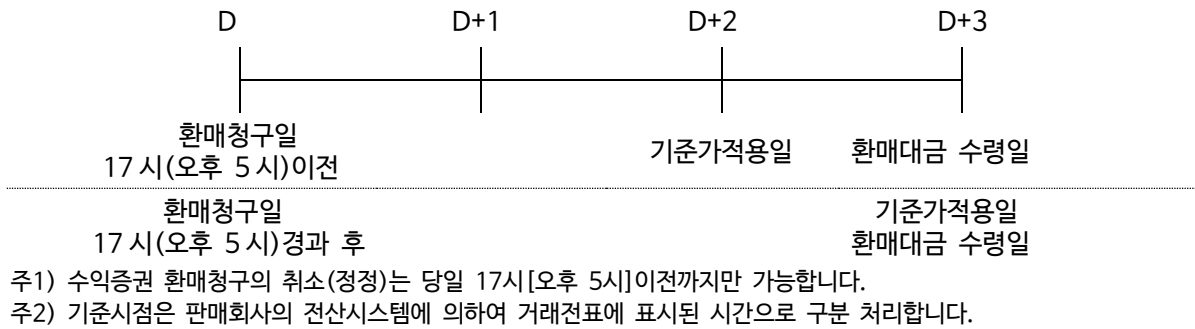 D D+1 D+2 D+3
환매청구일
17시(오후 5시)이전 기준가적용일 환매대금 수령일
환매청구일 기준가적용일
17시(오후 5시)경과 후 환매대금 수령일
주1) 수익증권 환매청구의 취소(정정)는 당일 17시[오후 5시]이전까지만 가능합니다.
주2) 기준시점은 판매회사의 전산시스템에 의하여 거래전표에 표시된 시간으로 구분 처리합니다.